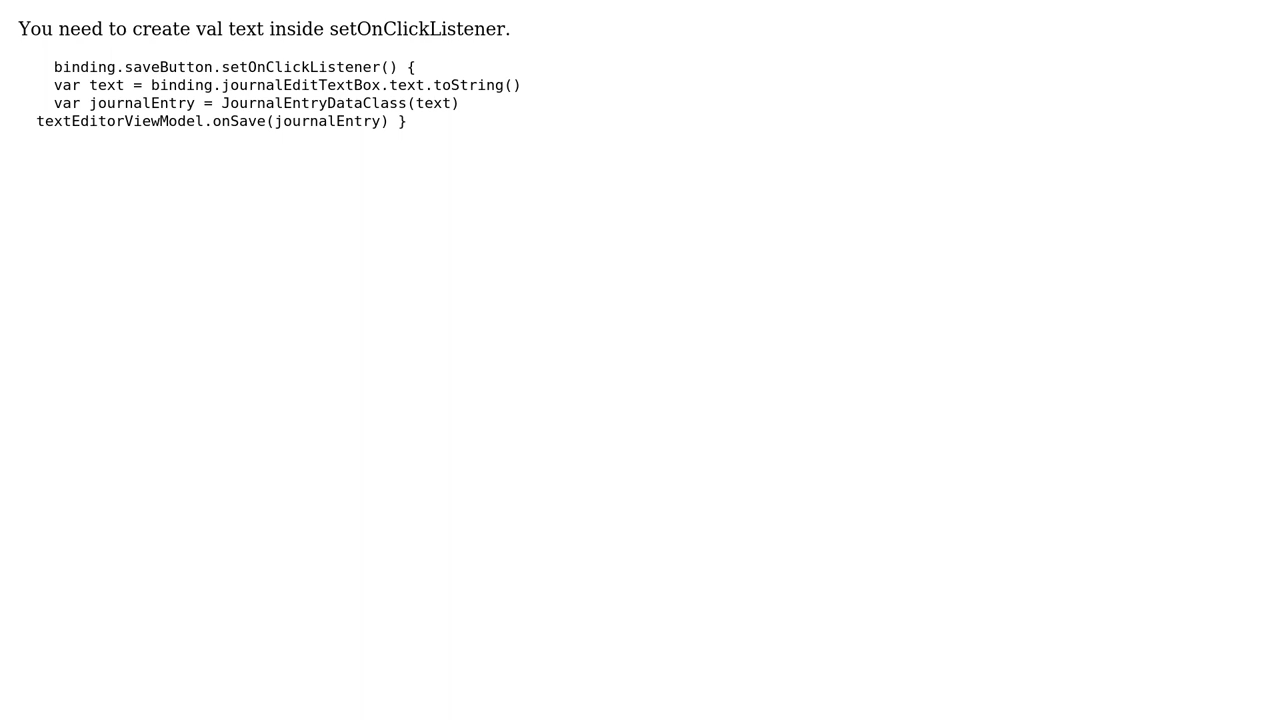 You need to create val text inside setOnClickListener.
binding.saveButton.setOnClickListener() {
var text = binding.journalEditTextBox.text.toString()
var journalEntry = JournalEntryDataClass(text)
textEditorViewModel.onSave(journalEntry) }